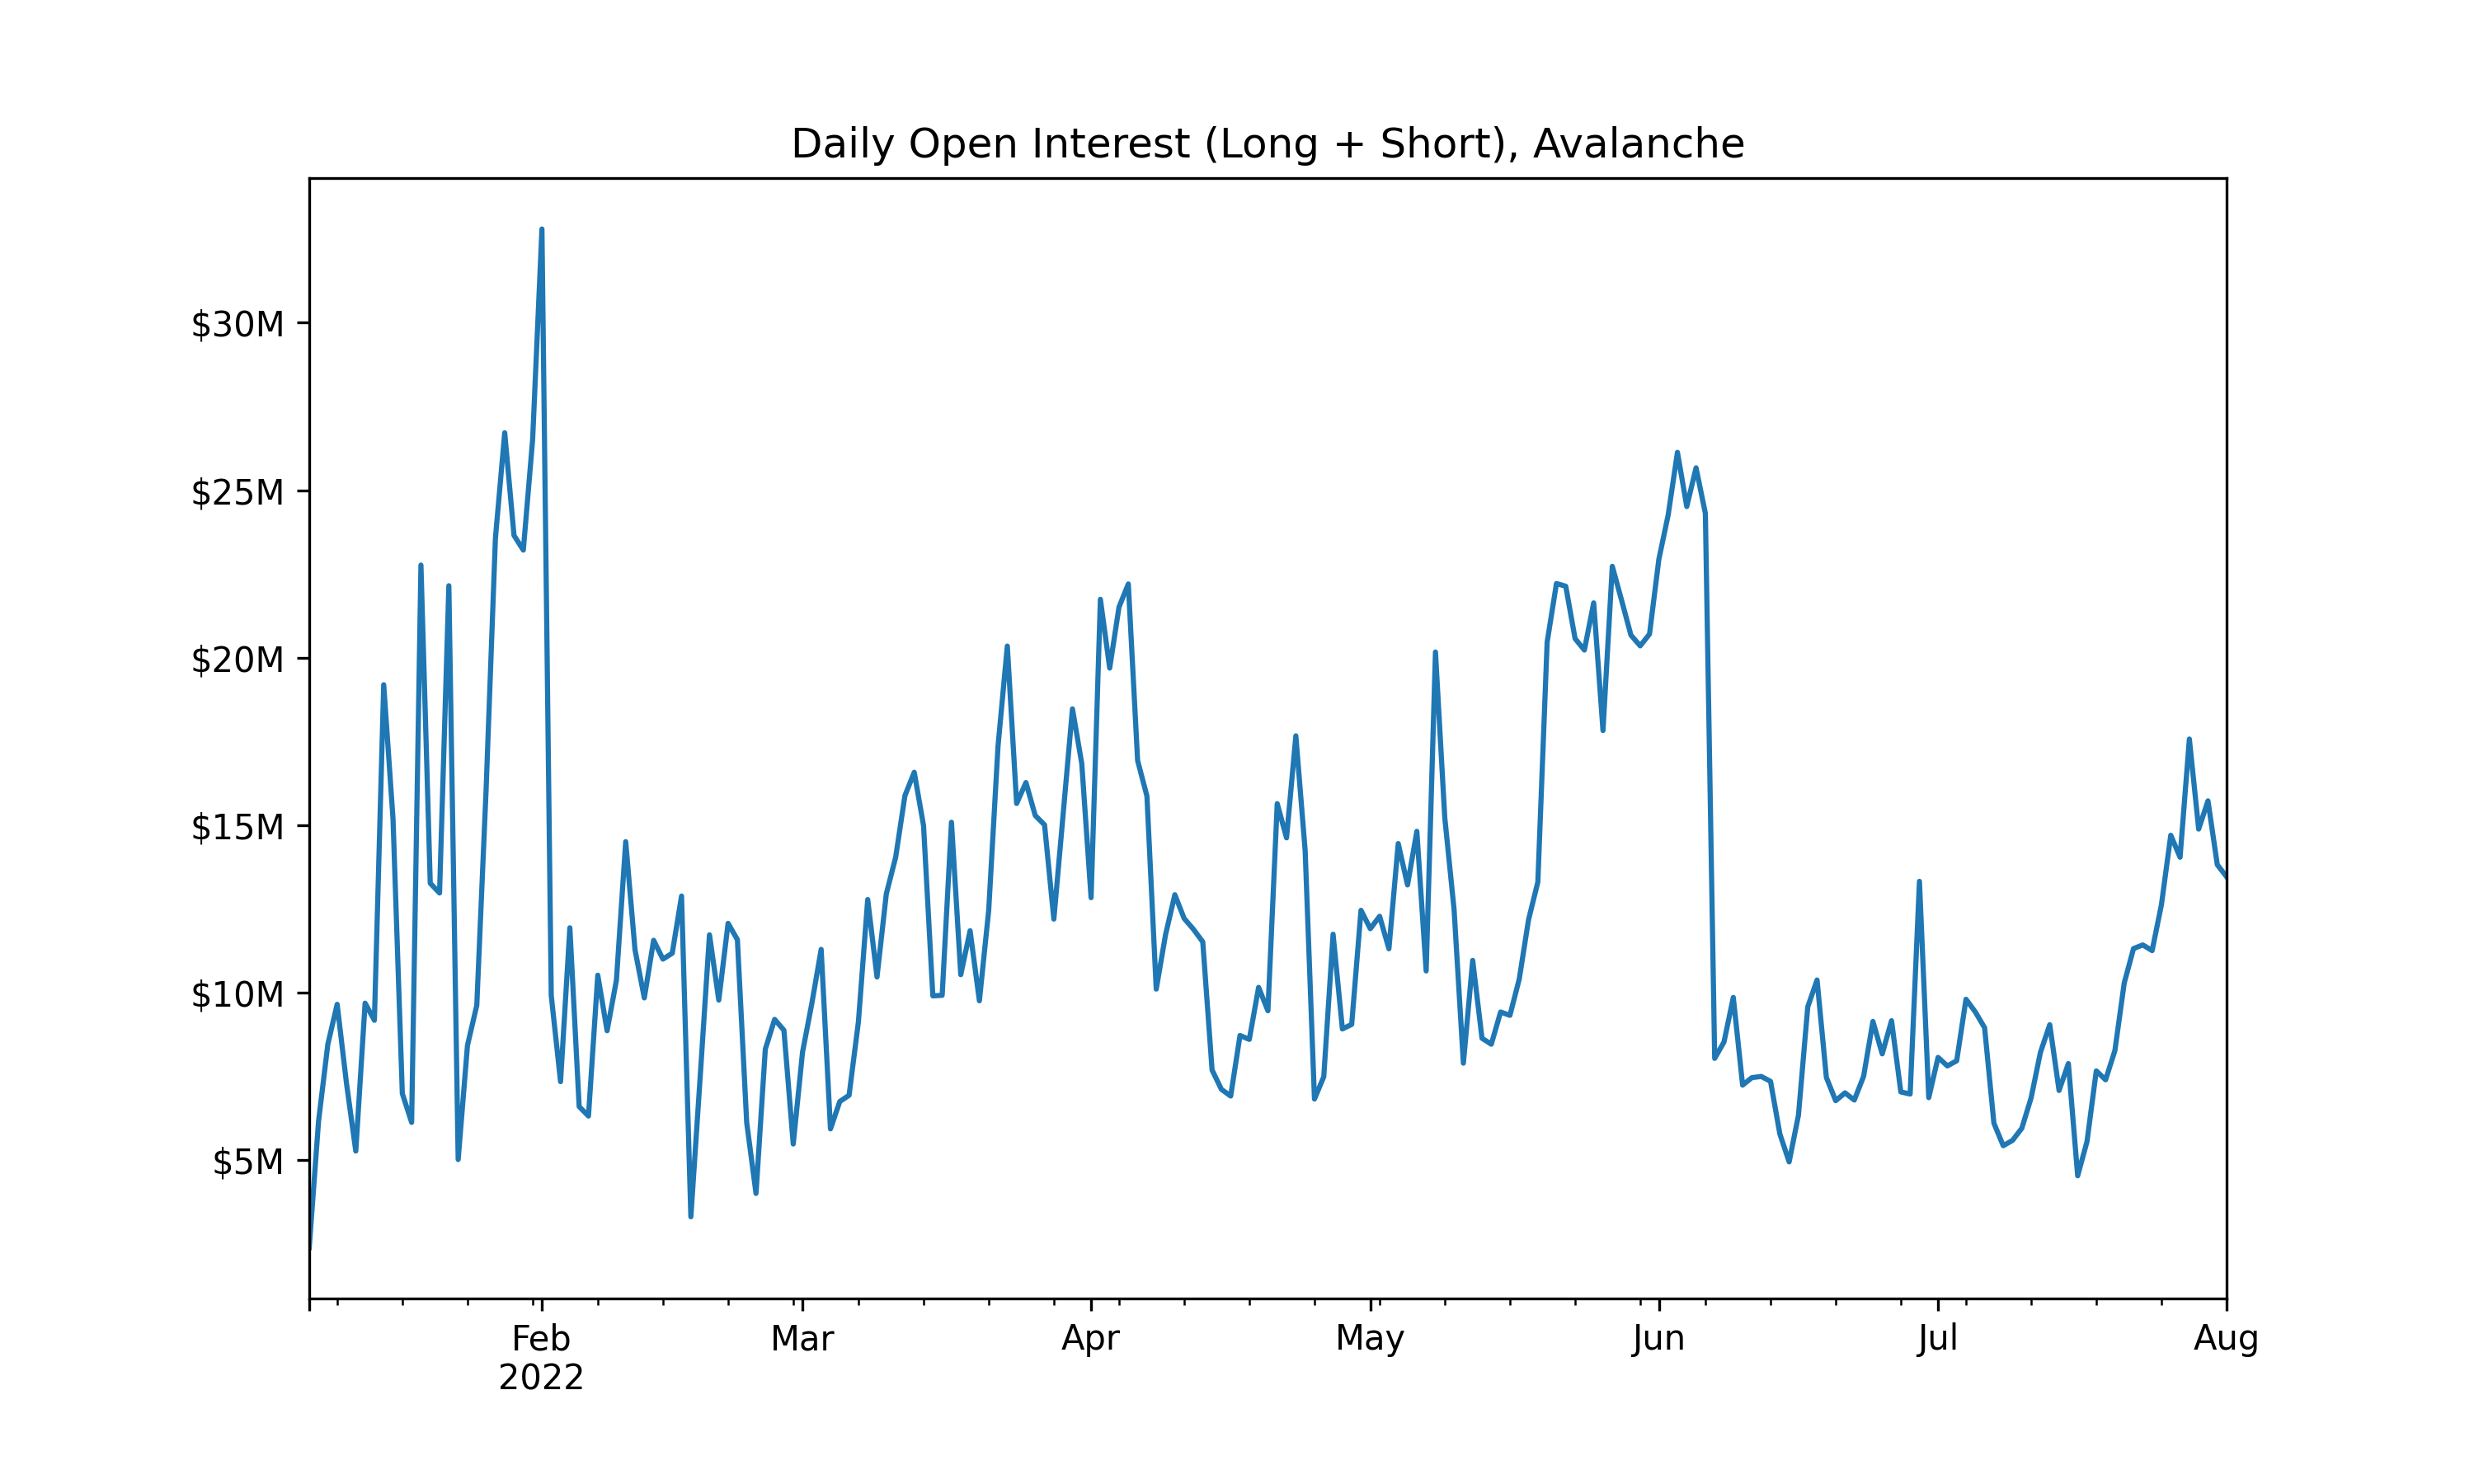 Daily Open Interest (Long + Short), Avalanche
$30M
$25M
$20M
$15M
$10M
$5M
Feb Mar Apr May Jun Jul Aug
2022